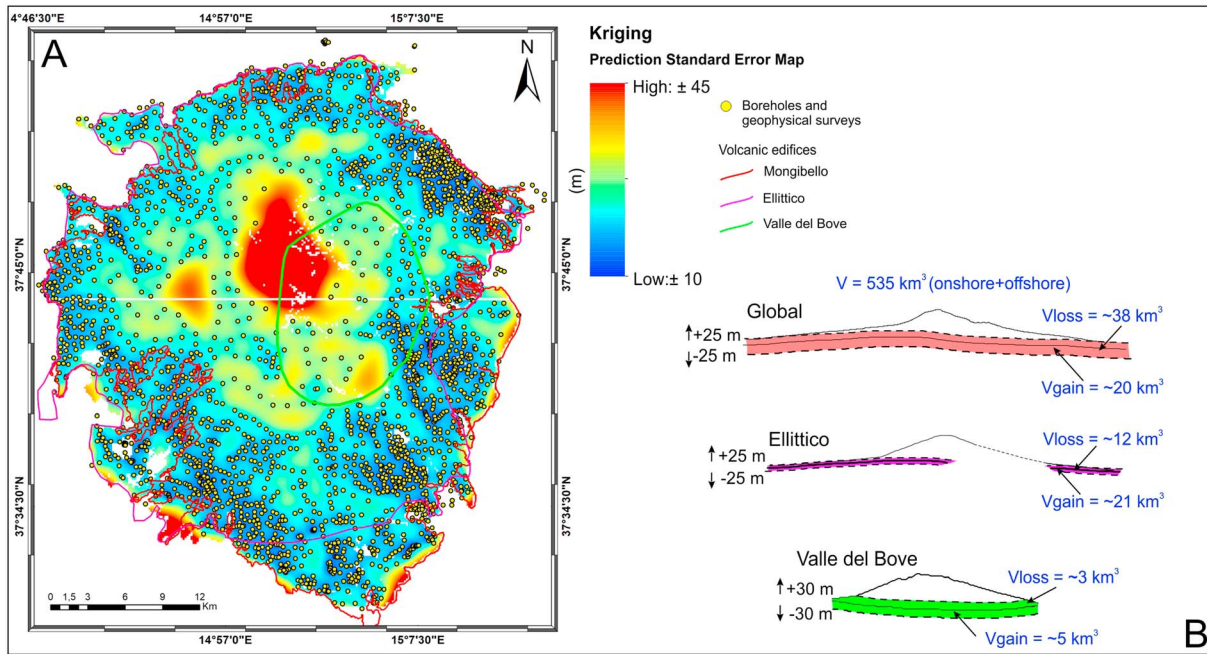 4°46'30"E
14°57'0"E
15°7'30"E
A
N
37°45'0"N
37°45'0"N
37°34'30"N
37°34'30"N
0 1,5 3 6 9 12
Km
14°57'0"E
15°7'30"E
Kriging
Prediction Standard Error Map
High: ± 45
(m)
Low:± 10
Boreholes and
geophysical surveys
Volcanic edifices
Mongibello
Ellittico
Valle del Bove
V = 535 km³ (onshore+offshore)
Global
Vloss = ~38 km³
+25 m
-25 m
Vgain = ~20 km³
Ellittico
Vloss = ~12 km³
+25 m
-25 m
Vgain = ~21 km³
Valle del Bove
Vloss = ~3 km³
+30 m
-30 m
Vgain = ~5 km³
B